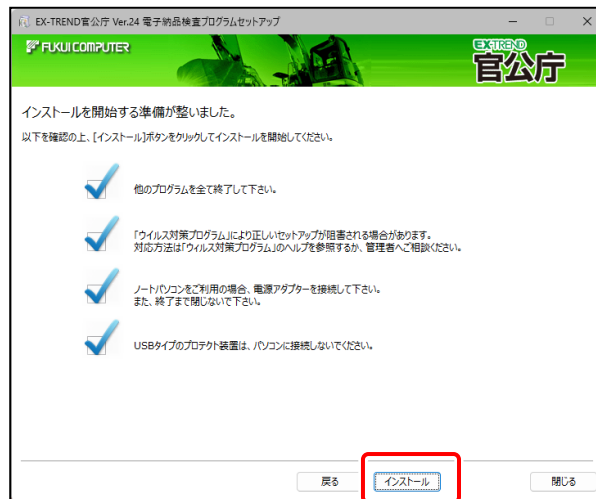 EX-TREND官公庁 Ver.24 電子納品検査プログラムセットアップ
FUKUI COMPUTER
EXTREND
官公庁
インストールを開始する準備が整いました。
以下を確認の上、[インストール]ボタンをクリックしてインストールを開始してください。
他のプログラムを全て終了して下さい。
「ウイルス対策プログラム」により正しいセットアップが阻害される場合があります。
対応方法は「ウィルス対策プログラム」のヘルプを参照するか、管理者へご相談ください。
ノートパソコンをご利用の場合、電源アダプターを接続して下さい。
また、終了まで閉じないで下さい。
USBタイプのプロテクト装置は、パソコンに接続しないでください。
戻る
インストール
閉じる